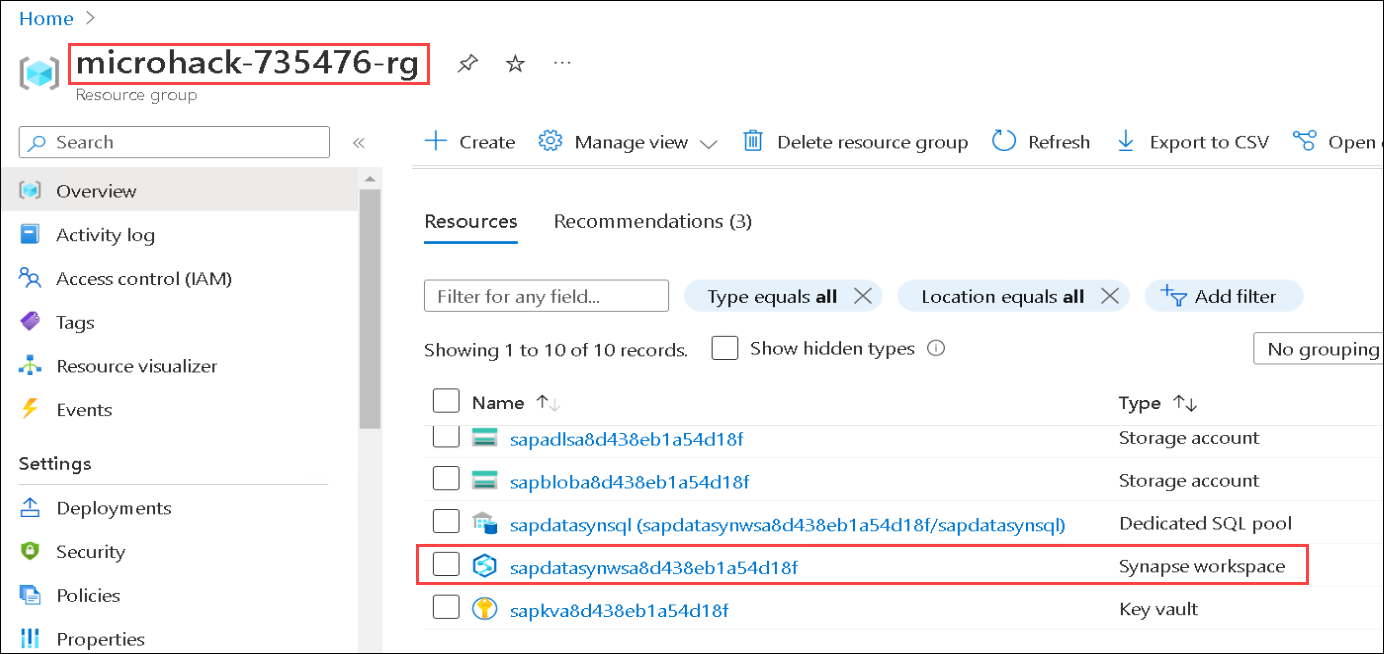 Home
microhack-735476-rg
Resource group
Search
Create Manage view Delete resource group Refresh Export to CSV Open
Overview
Activity log
Access control (IAM)
Tags
Resource visualizer
Events
Settings
Deployments
Security
Policies
Properties
Resources Recommendations (3)
Filter for any field... Type equals all Location equals all Add filter
Showing 1 to 10 of 10 records. Show hidden types No grouping
Name Type
sapadlsa8d438eb1a54d18f Storage account
sapbloba8d438eb1a54d18f Storage account
sapdatasynsql (sapdatasynwsa8d438eb1a54d18f/sapdatasynsql) Dedicated SQL pool
sapdatasynwsa8d438eb1a54d18f Synapse workspace
sapkva8d438eb1a54d18f Key vault